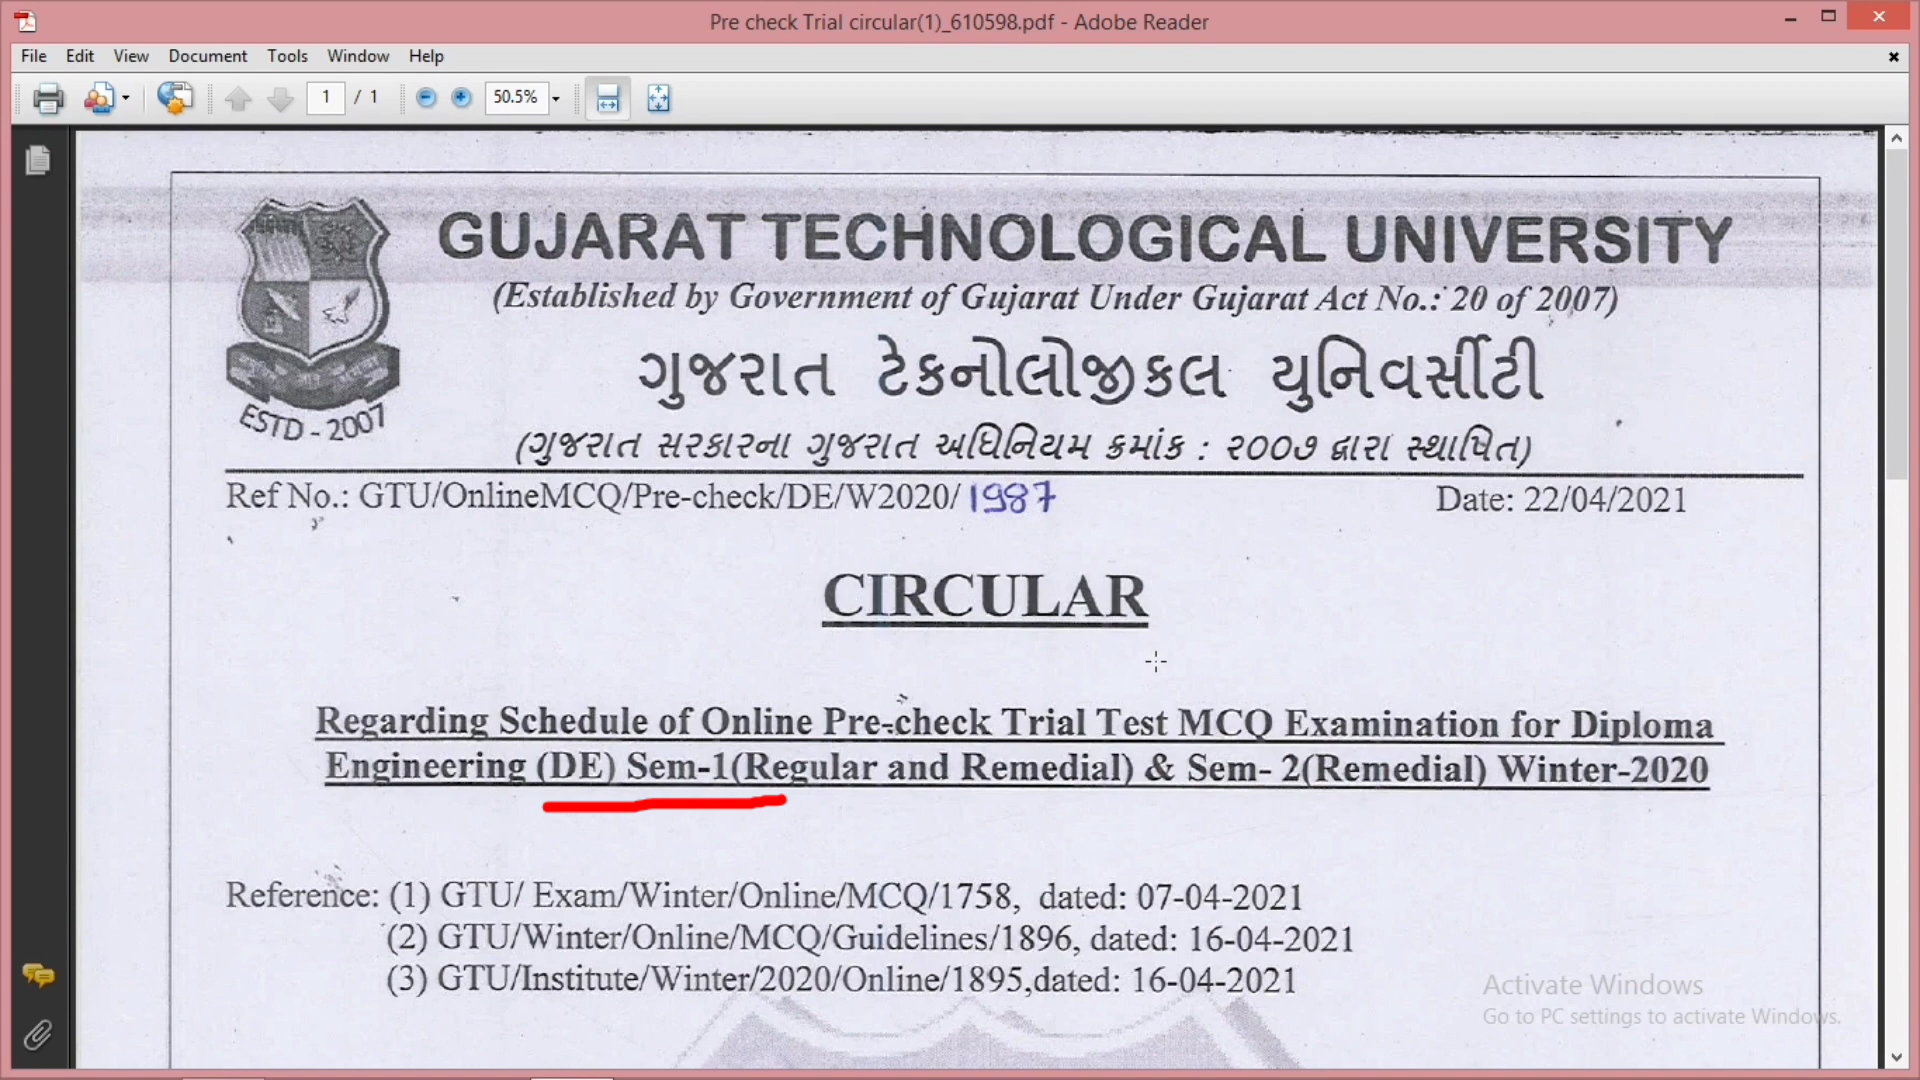 Pre check Trial circular(1)_610598.pdf - Adobe Reader
File Edit View Document Tools Window Help
1 / 1 50.5%
GUJARAT TECHNOLOGICAL UNIVERSITY
(Established by Government of Gujarat Under Gujarat Act No.: 20 of 2007)
ગુજરાત ટેકનોલોજીકલ યુનિવર્સીટી
(ગુજરાત સરકારના ગુજરાત અધિનિયમ ક્રમાંક : ૨૦૦૭ દ્વારા સ્થાપિત)
ESTD - 2007
Ref No.: GTU/OnlineMCQ/Pre-check/DE/W2020/ 1987 Date: 22/04/2021
CIRCULAR
Regarding Schedule of Online Pre-check Trial Test MCQ Examination for Diploma
Engineering (DE) Sem-1(Regular and Remedial) & Sem- 2(Remedial) Winter-2020
Reference: (1) GTU/ Exam/Winter/Online/MCQ/1758, dated: 07-04-2021
(2) GTU/Winter/Online/MCQ/Guidelines/1896, dated: 16-04-2021
(3) GTU/Institute/Winter/2020/Online/1895,dated: 16-04-2021
Activate Windows
Go to PC settings to activate Windows.